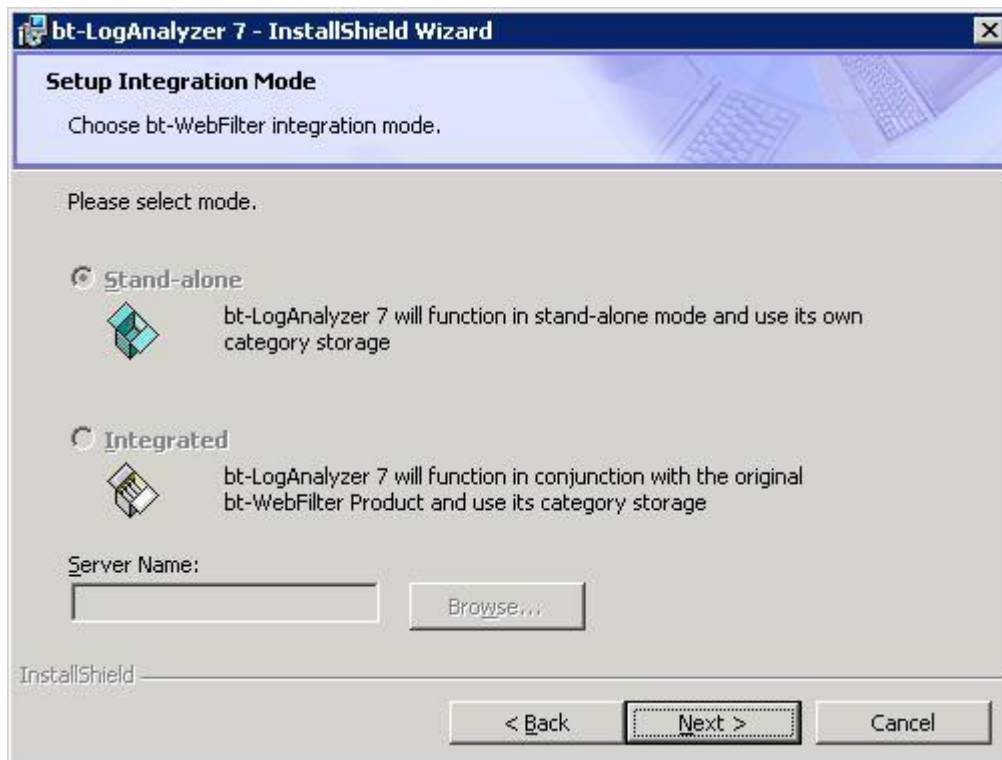 bt-LogAnalyzer 7 - InstallShield Wizard
Setup Integration Mode
Choose bt-WebFilter integration mode.
Please select mode.
Stand-alone
bt-LogAnalyzer 7 will function in stand-alone mode and use its own
category storage
Integrated
bt-LogAnalyzer 7 will function in conjunction with the original
bt-WebFilter Product and use its category storage
Server Name:
Browse...
InstallShield
< Back
Next >
Cancel